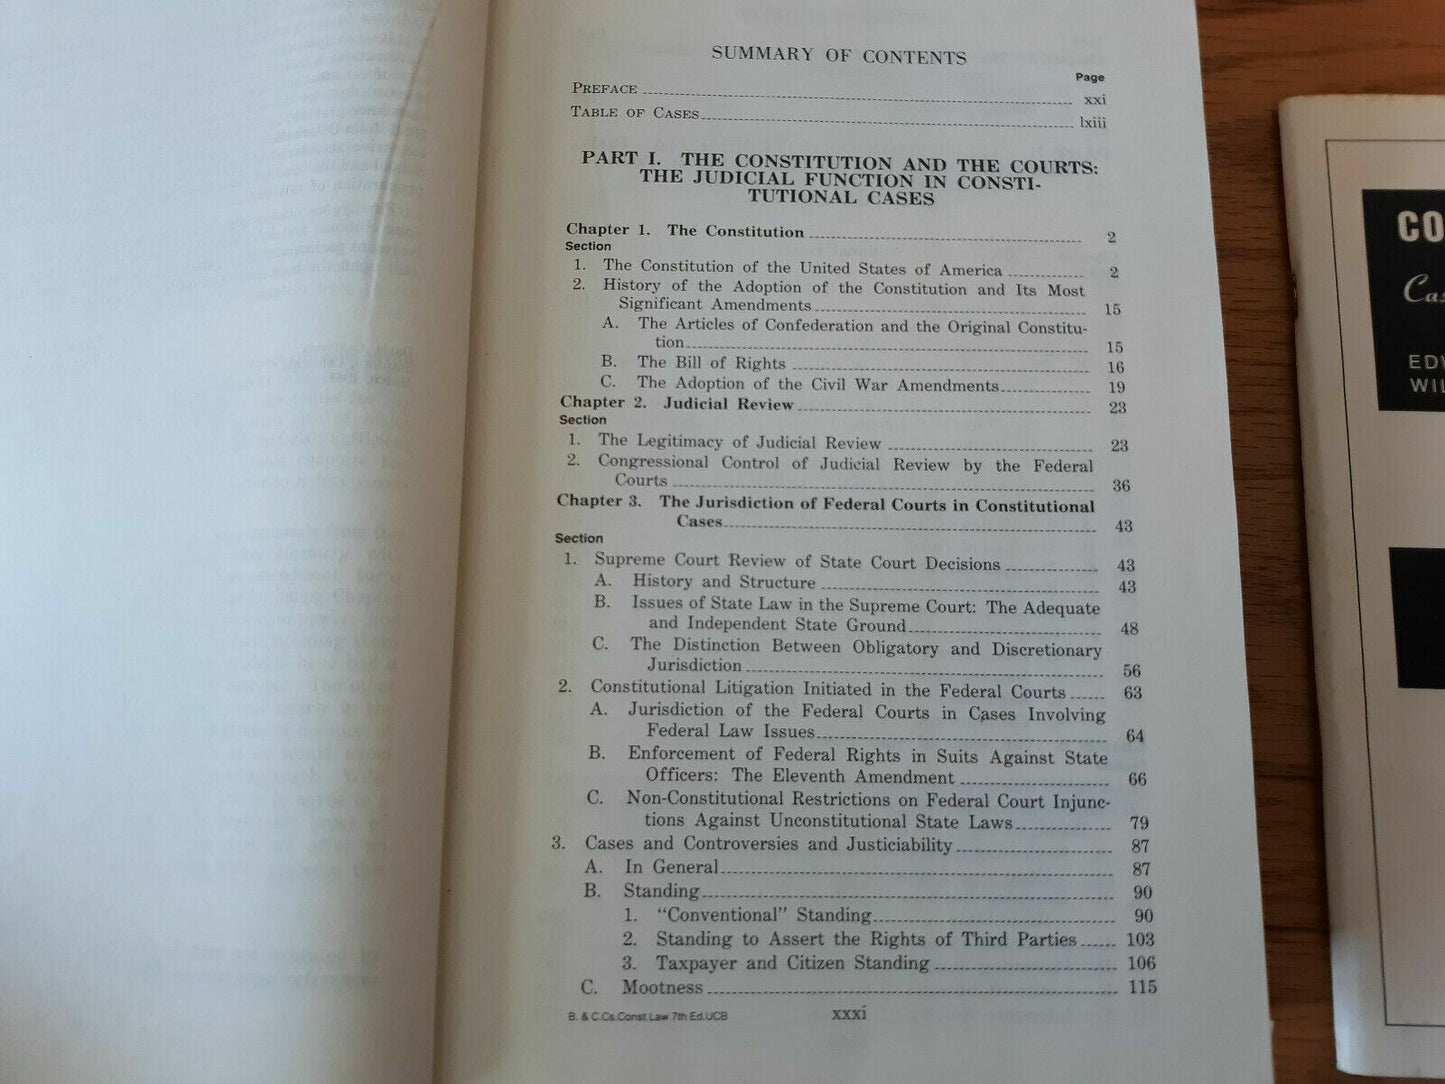 SUMMARY OF CONTENTS
Page
PREFACE xxi
TABLE OF CASES lxiii
PART I. THE CONSTITUTION AND THE COURTS:
THE JUDICIAL FUNCTION IN CONSTI-
TUTIONAL CASES
Chapter 1. The Constitution 2
Section
1. The Constitution of the United States of America 2
2. History of the Adoption of the Constitution and Its Most
Significant Amendments 15
A. The Articles of Confederation and the Original Constitu-
tion 15
B. The Bill of Rights 16
C. The Adoption of the Civil War Amendments 19
Chapter 2. Judicial Review 23
Section
1. The Legitimacy of Judicial Review 23
2. Congressional Control of Judicial Review by the Federal
Courts 36
Chapter 3. The Jurisdiction of Federal Courts in Constitutional
Cases 43
Section
1. Supreme Court Review of State Court Decisions 43
A. History and Structure 43
B. Issues of State Law in the Supreme Court: The Adequate
and Independent State Ground 48
C. The Distinction Between Obligatory and Discretionary
Jurisdiction 56
2. Constitutional Litigation Initiated in the Federal Courts 63
A. Jurisdiction of the Federal Courts in Cases Involving
Federal Law Issues 64
B. Enforcement of Federal Rights in Suits Against State
Officers: The Eleventh Amendment 66
C. Non-Constitutional Restrictions on Federal Court Injunc-
tions Against Unconstitutional State Laws 79
3. Cases and Controversies and Justiciability 87
A. In General 87
B. Standing 90
1. "Conventional" Standing 90
2. Standing to Assert the Rights of Third Parties 103
3. Taxpayer and Citizen Standing 106
C. Mootness 115
B. & C.Cs.Const.Law 7th Ed.UCB
xxxi
CO
Cas
EDW
WIL